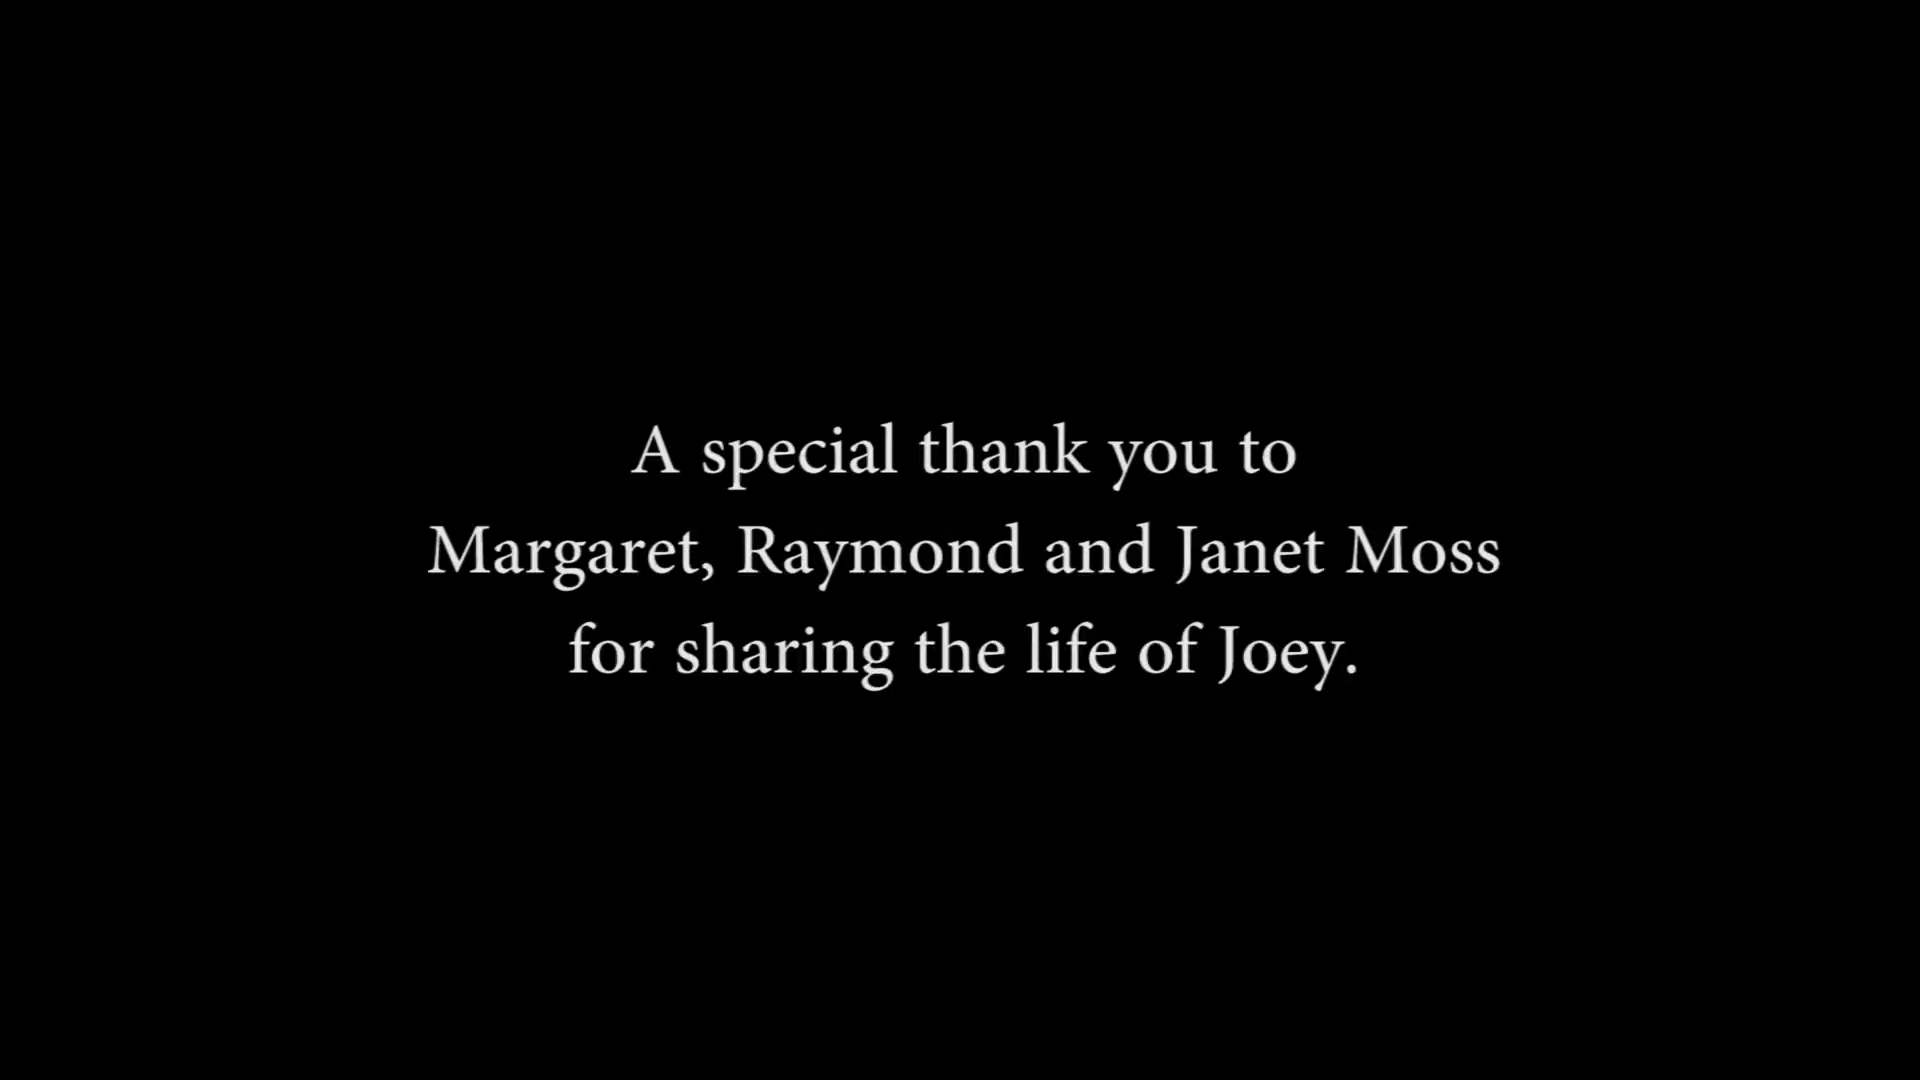 A special thank you to
Margaret, Raymond and Janet Moss
for sharing the life of Joey.